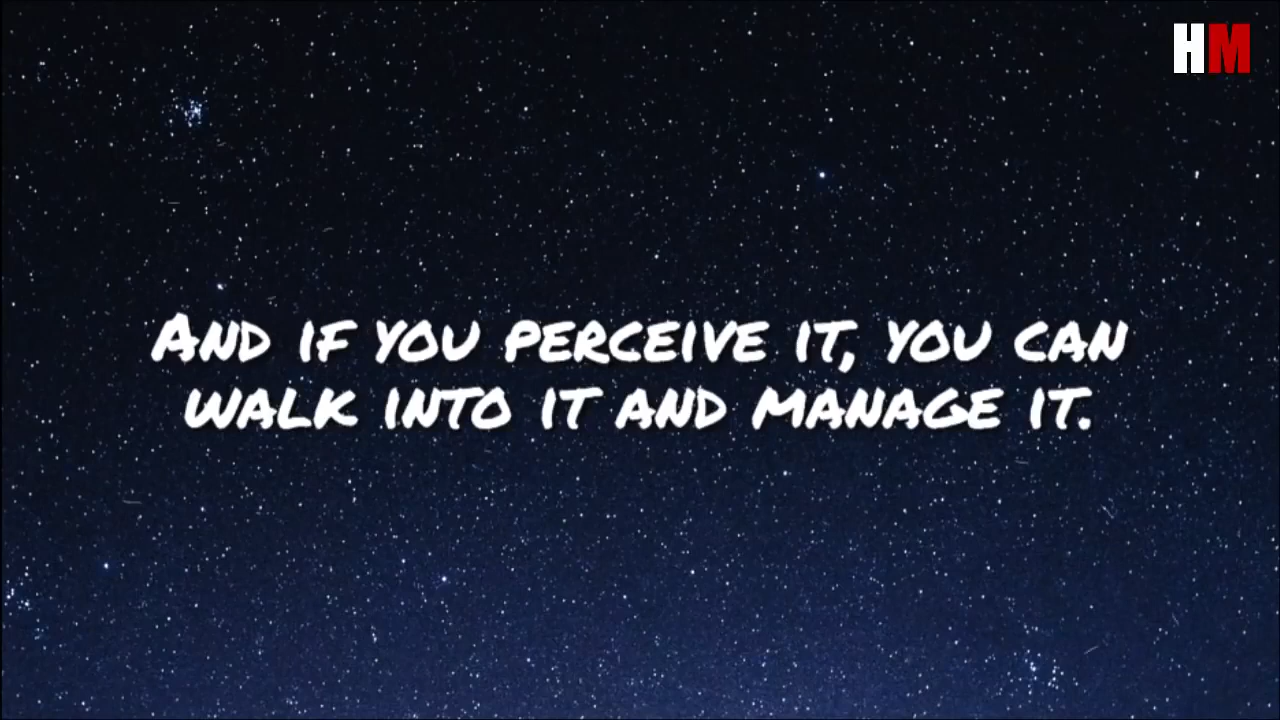 HM
And if you perceive it, you can
walk into it and manage it.